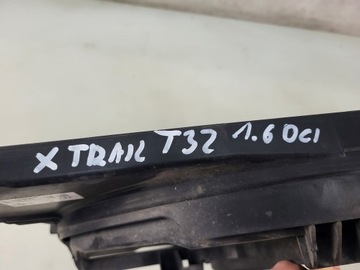 X TRAIL T32 1.6 DCI